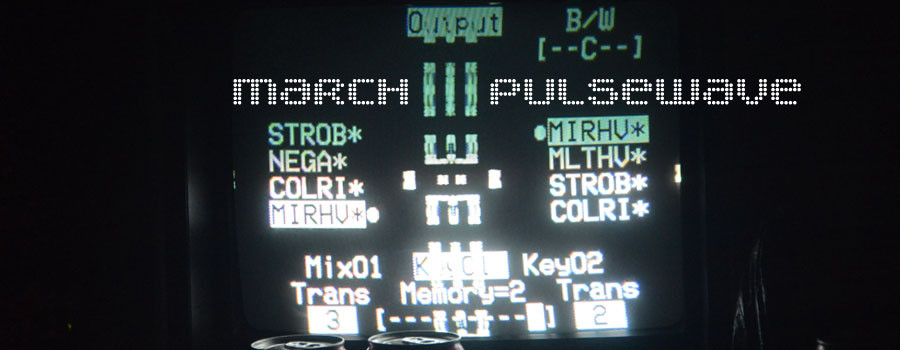 Output
B/W
[--C--]
march pulsewave
STROB* MIRHV*
NEGA* MLTHV*
COLRI* STROB*
MIRHV* COLRI*
Mix01 Key01 Key02
Trans Memory=2 Trans
3 2